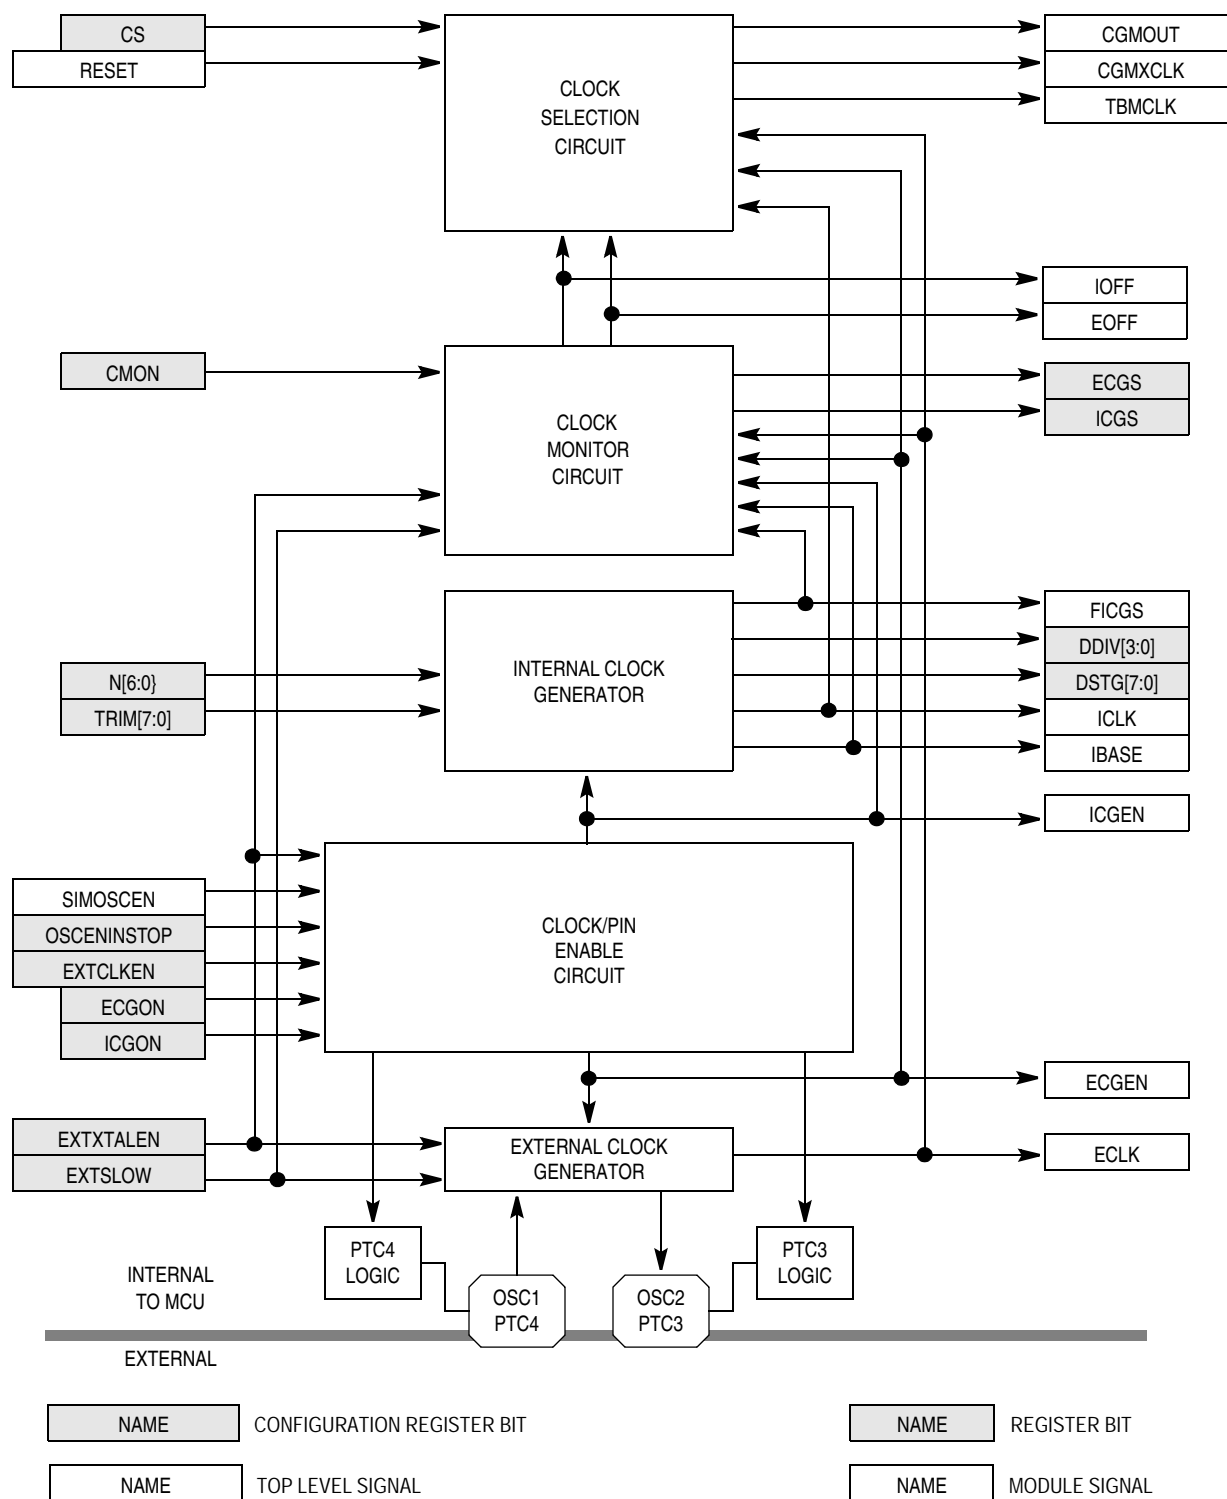 CS
RESET
CLOCK
SELECTION
CIRCUIT
CGMOUT
CGMXCLK
TBMCLK
IOFF
EOFF
CMON
CLOCK
MONITOR
CIRCUIT
ECGS
ICGS
N[6:0}
TRIM[7:0]
INTERNAL CLOCK
GENERATOR
FICGS
DDIV[3:0]
DSTG[7:0]
ICLK
IBASE
ICGEN
SIMOSCEN
OSCENINSTOP
EXTCLKEN
ECGON
ICGON
CLOCK/PIN
ENABLE
CIRCUIT
ECGEN
EXTXTALEN
EXTSLOW
EXTERNAL CLOCK
GENERATOR
ECLK
PTC4
LOGIC
PTC3
LOGIC
INTERNAL
TO MCU
OSC1
PTC4
OSC2
PTC3
EXTERNAL
NAME CONFIGURATION REGISTER BIT
NAME REGISTER BIT
NAME TOP LEVEL SIGNAL
NAME MODULE SIGNAL